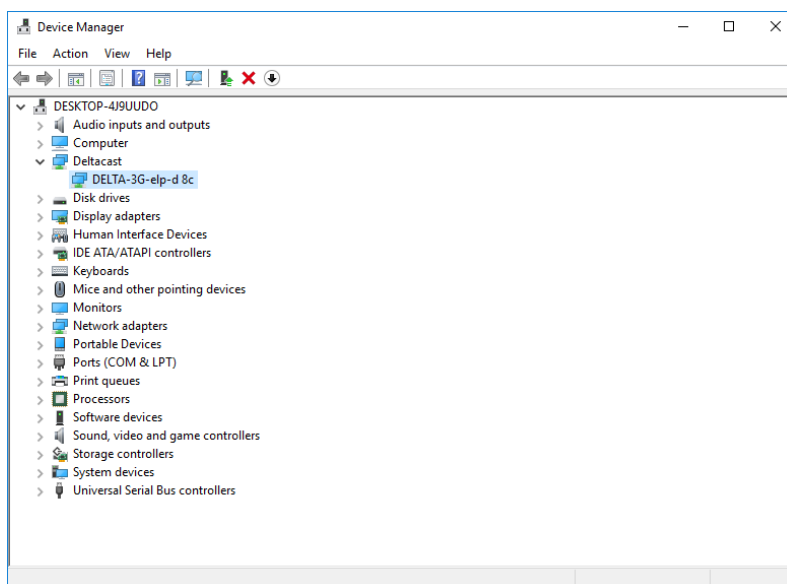 Device Manager
File Action View Help
DESKTOP-4J9UUDO
Audio inputs and outputs
Computer
Deltacast
DELTA-3G-elp-d 8c
Disk drives
Display adapters
Human Interface Devices
IDE ATA/ATAPI controllers
Keyboards
Mice and other pointing devices
Monitors
Network adapters
Portable Devices
Ports (COM & LPT)
Print queues
Processors
Software devices
Sound, video and game controllers
Storage controllers
System devices
Universal Serial Bus controllers